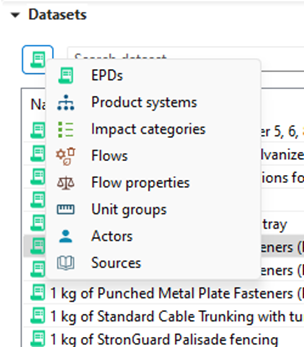 Datasets
Search dataset
EPDs
Product systems
Impact categories
Flows
Flow properties
Unit groups
Actors
Sources
Na
er 5, 6, 8
lvanize
ions fo
tray
eners (
eners (
1 kg of Punched Metal Plate Fasteners (
1 kg of Standard Cable Trunking with tu
1 kg of StronGuard Palisade fencing